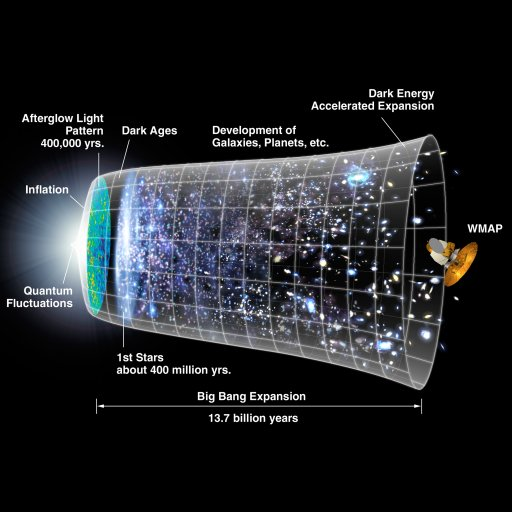 Dark Energy
Accelerated Expansion
Afterglow Light
Pattern
400,000 yrs.
Dark Ages
Development of
Galaxies, Planets, etc.
Inflation
WMAP
Quantum
Fluctuations
1st Stars
about 400 million yrs.
Big Bang Expansion
13.7 billion years